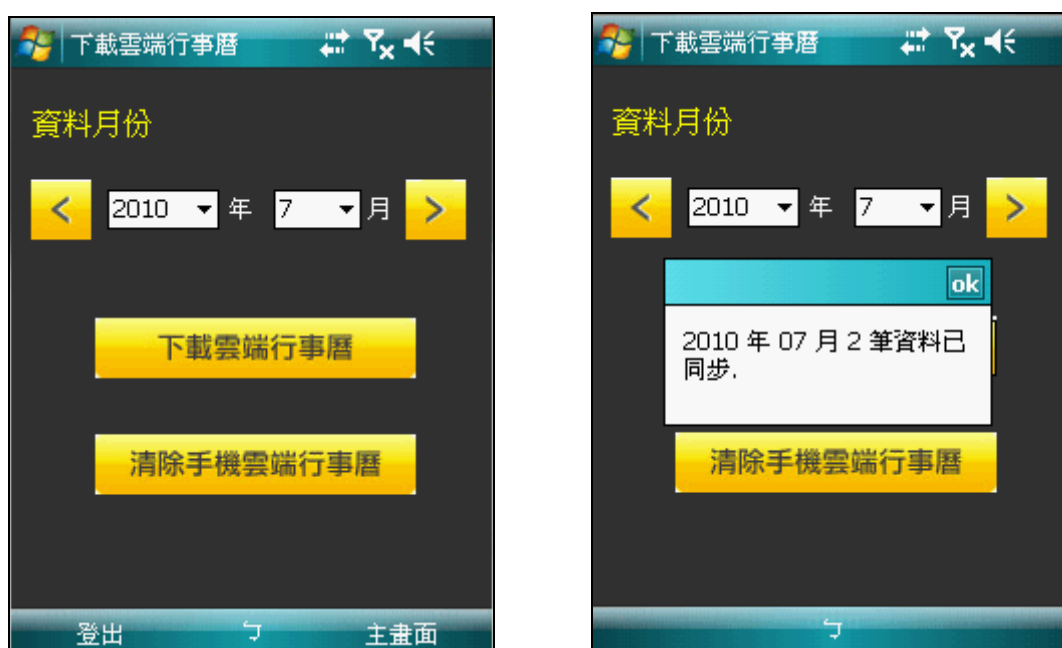 下載雲端行事曆
資料月份
<
2010 年 7 月
>
下載雲端行事曆
清除手機雲端行事曆
登出 ㄅ 主畫面
下載雲端行事曆
資料月份
<
2010 年 7 月
>
ok
2010 年 07 月 2 筆資料已
同步.
清除手機雲端行事曆
ㄅ